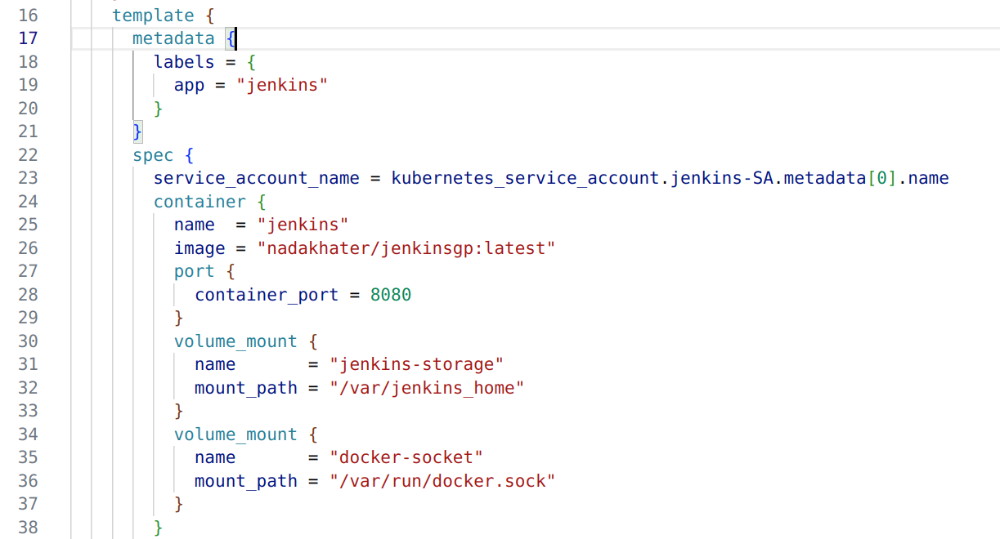 16 template {
17 metadata {
18 labels = {
19 app = "jenkins"
20 }
21 }
22 spec {
23 service_account_name = kubernetes_service_account.jenkins-SA.metadata[0].name
24 container {
25 name  = "jenkins"
26 image = "nadakhater/jenkinsgp:latest"
27 port {
28 container_port = 8080
29 }
30 volume_mount {
31 name       = "jenkins-storage"
32 mount_path = "/var/jenkins_home"
33 }
34 volume_mount {
35 name       = "docker-socket"
36 mount_path = "/var/run/docker.sock"
37 }
38 }